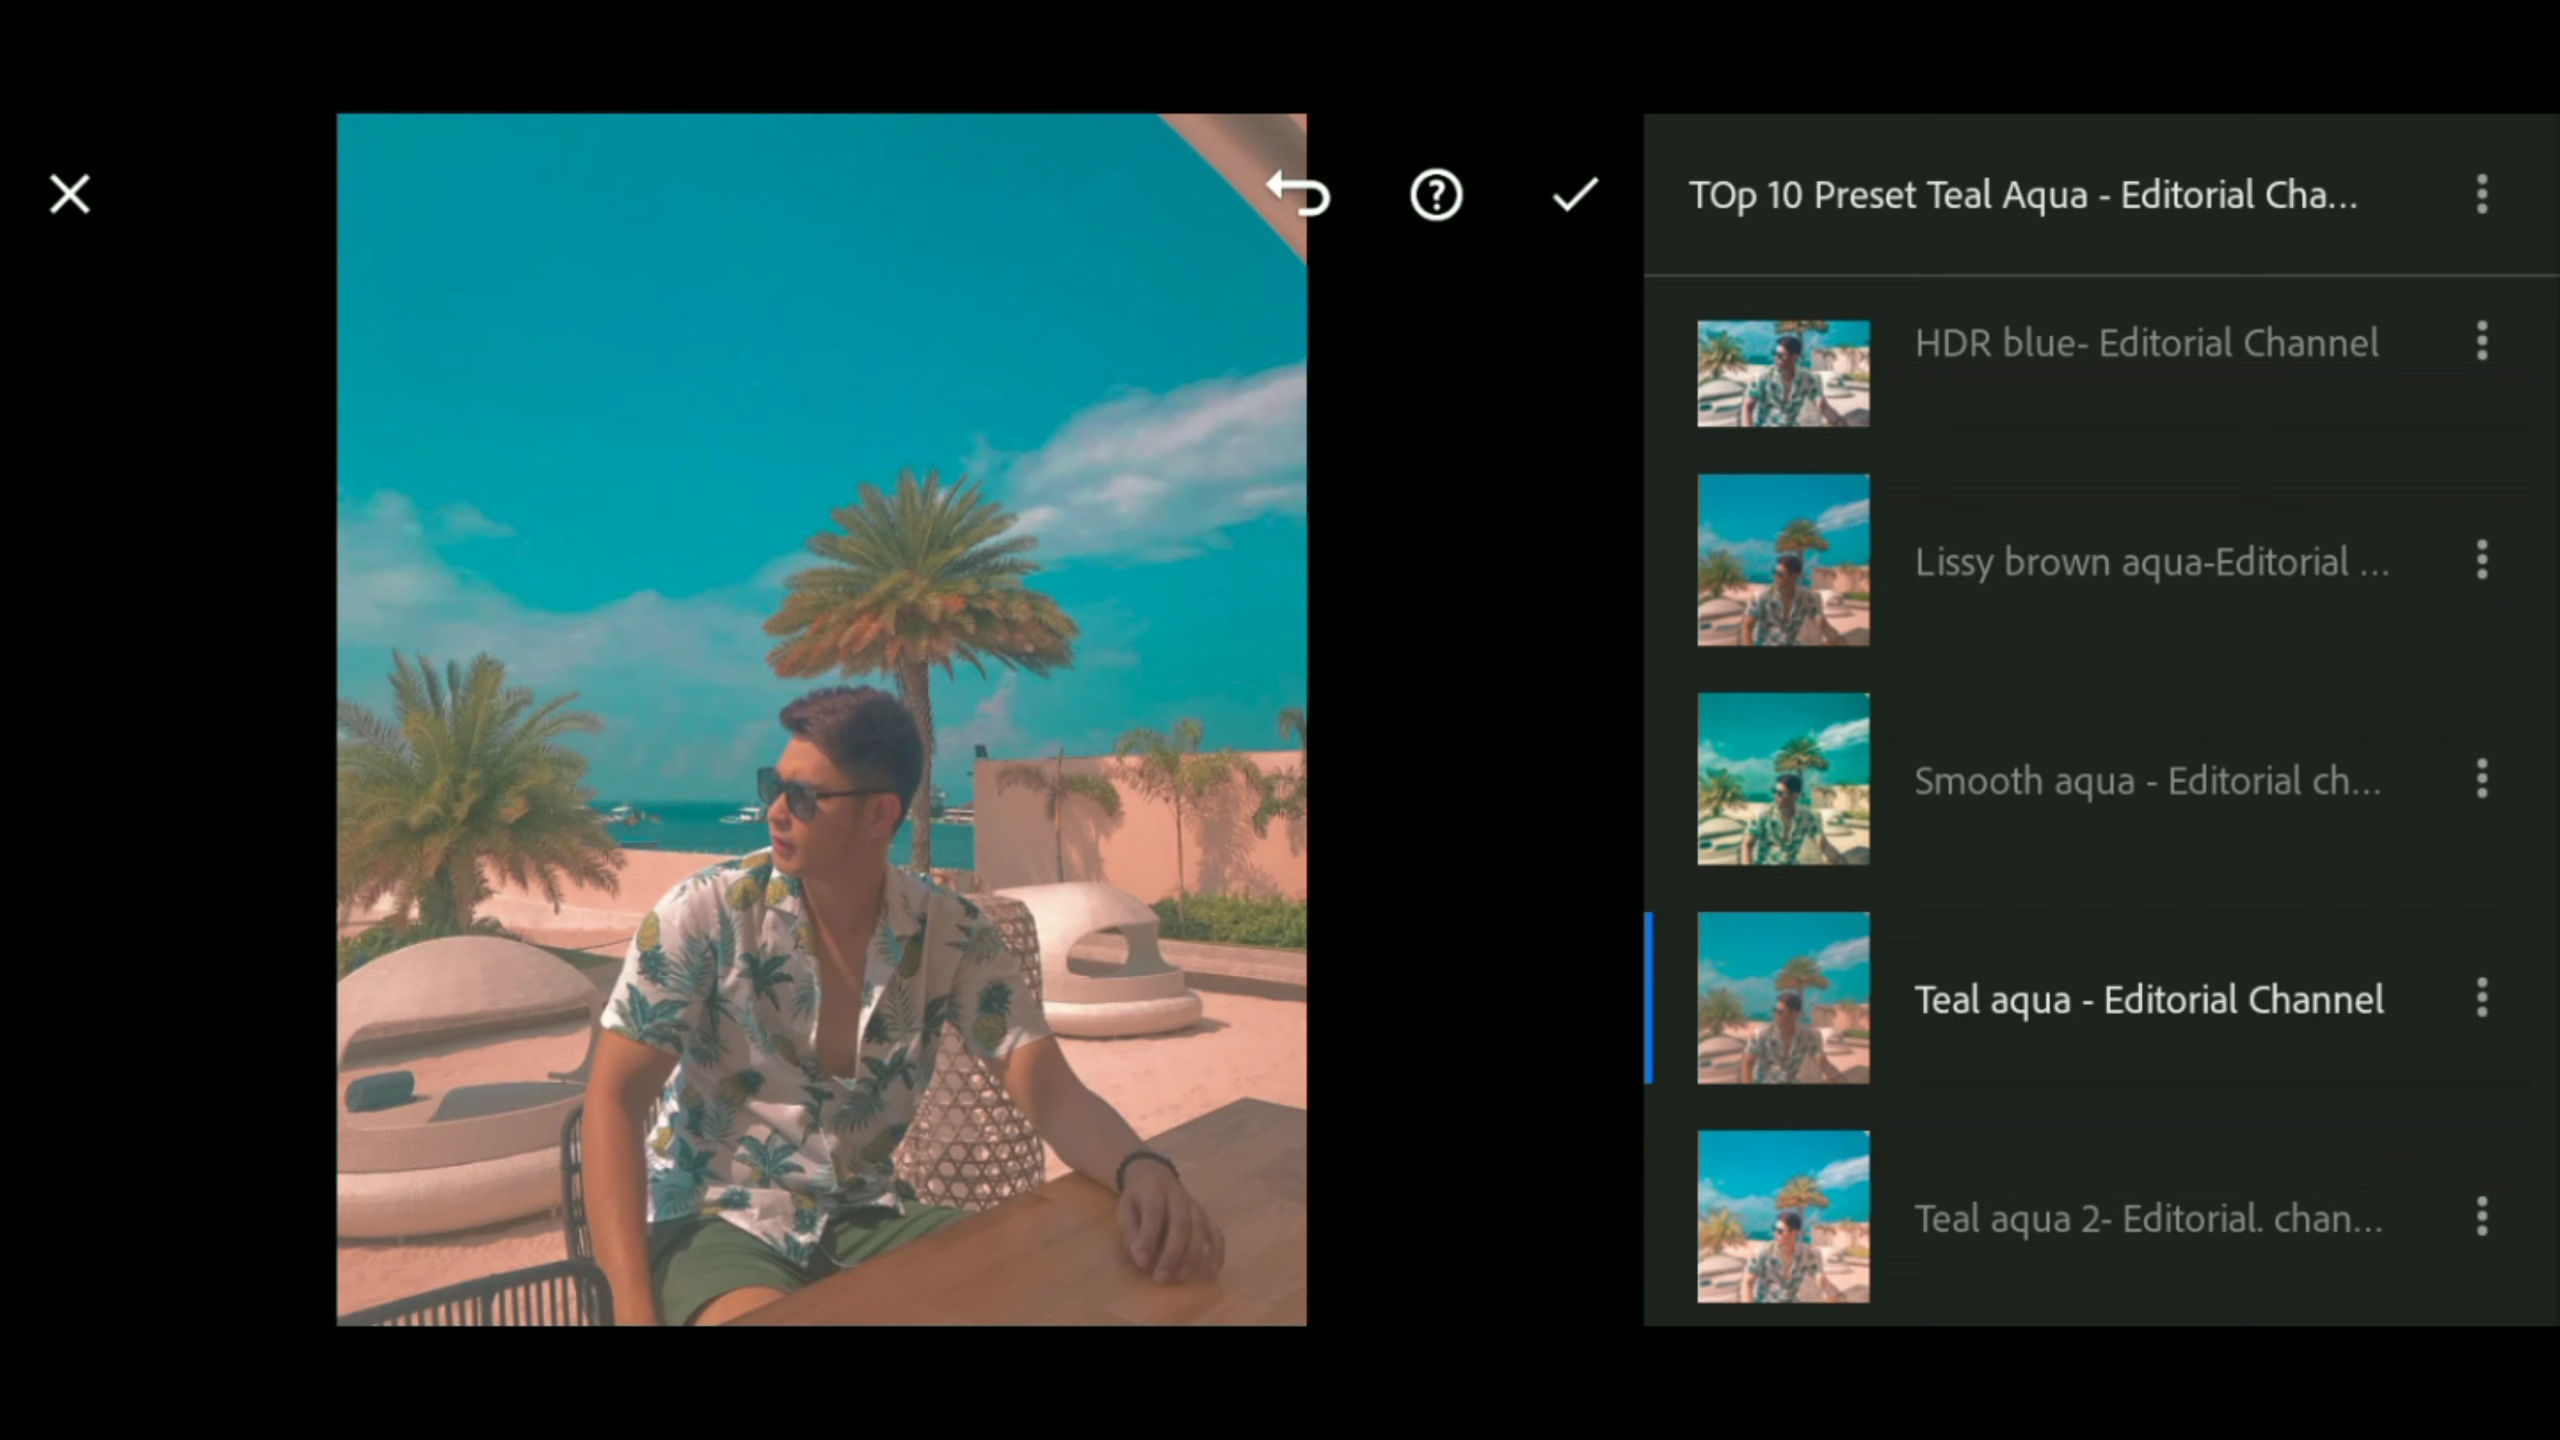 TOp 10 Preset Teal Aqua - Editorial Cha...
HDR blue- Editorial Channel
Lissy brown aqua-Editorial ...
Smooth aqua - Editorial ch...
Teal aqua - Editorial Channel
Teal aqua 2- Editorial. chan...